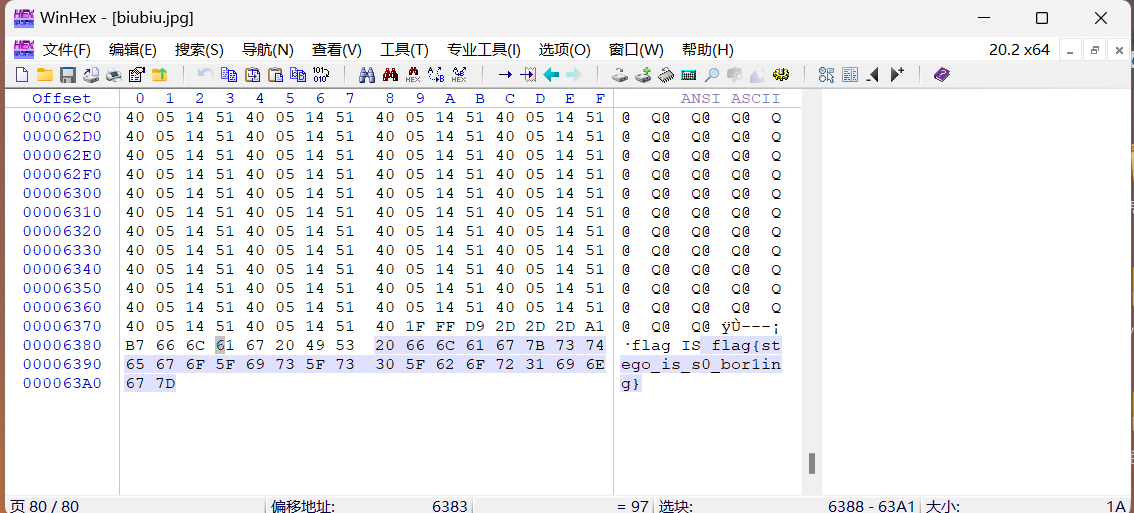 WinHex - [biubiu.jpg]
文件(F) 编辑(E) 搜索(S) 导航(N) 查看(V) 工具(T) 专业工具(I) 选项(O) 窗口(W) 帮助(H) 20.2 x64
Offset 0 1 2 3 4 5 6 7 8 9 A B C D E F ANSI ASCII
000062C0 40 05 14 51 40 05 14 51 40 05 14 51 40 05 14 51 @ Q@ Q@ Q@ Q
000062D0 40 05 14 51 40 05 14 51 40 05 14 51 40 05 14 51 @ Q@ Q@ Q@ Q
000062E0 40 05 14 51 40 05 14 51 40 05 14 51 40 05 14 51 @ Q@ Q@ Q@ Q
000062F0 40 05 14 51 40 05 14 51 40 05 14 51 40 05 14 51 @ Q@ Q@ Q@ Q
00006300 40 05 14 51 40 05 14 51 40 05 14 51 40 05 14 51 @ Q@ Q@ Q@ Q
00006310 40 05 14 51 40 05 14 51 40 05 14 51 40 05 14 51 @ Q@ Q@ Q@ Q
00006320 40 05 14 51 40 05 14 51 40 05 14 51 40 05 14 51 @ Q@ Q@ Q@ Q
00006330 40 05 14 51 40 05 14 51 40 05 14 51 40 05 14 51 @ Q@ Q@ Q@ Q
00006340 40 05 14 51 40 05 14 51 40 05 14 51 40 05 14 51 @ Q@ Q@ Q@ Q
00006350 40 05 14 51 40 05 14 51 40 05 14 51 40 05 14 51 @ Q@ Q@ Q@ Q
00006360 40 05 14 51 40 05 14 51 40 05 14 51 40 05 14 51 @ Q@ Q@ Q@ Q
00006370 40 05 14 51 40 05 14 51 40 1F FF D9 2D 2D 2D A1 @ Q@ Q@ ÿÙ---¡
00006380 B7 66 6C 61 67 20 49 53 20 66 6C 61 67 7B 73 74 ·flag IS flag{st
00006390 65 67 6F 5F 69 73 5F 73 30 5F 62 6F 72 31 69 6E ego_is_s0_bor1in
000063A0 67 7D g}
页 80 / 80 偏移地址: 6383 = 97 选块: 6388 - 63A1 大小: 1A